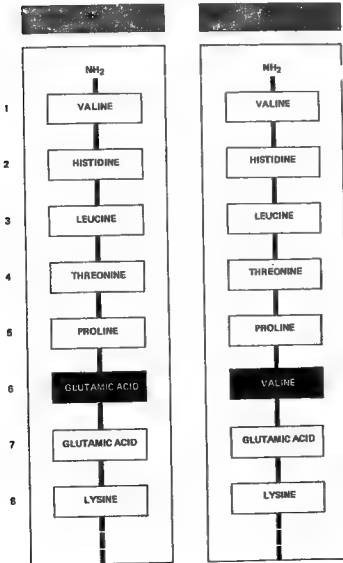 NH2 NH2
1 VALINE VALINE
2 HISTIDINE HISTIDINE
3 LEUCINE LEUCINE
4 THREONINE THREONINE
5 PROLINE PROLINE
6 GLUTAMIC ACID VALINE
7 GLUTAMIC ACID GLUTAMIC ACID
8 LYSINE LYSINE